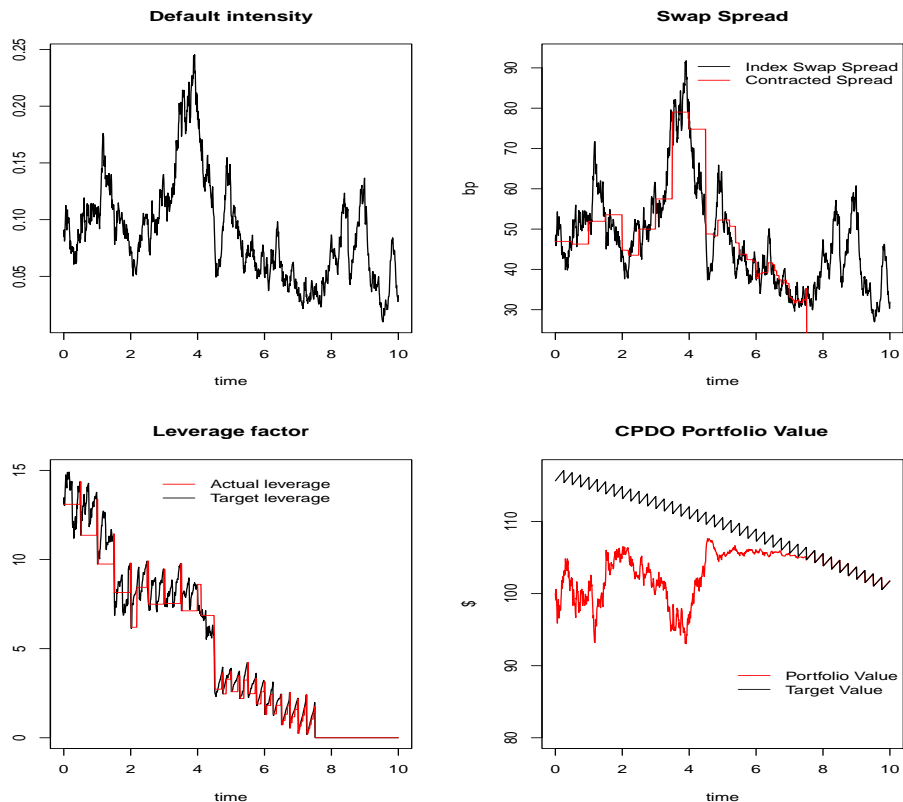 Default intensity
0.05 0.10 0.15 0.20 0.25
0 2 4 6 8 10
time
Swap Spread
Index Swap Spread
Contracted Spread
bp
30 40 50 60 70 80 90
0 2 4 6 8 10
time
Leverage factor
Actual leverage
Target leverage
0 5 10 15
0 2 4 6 8 10
time
CPDO Portfolio Value
$
80 90 100 110
Portfolio Value
Target Value
0 2 4 6 8 10
time